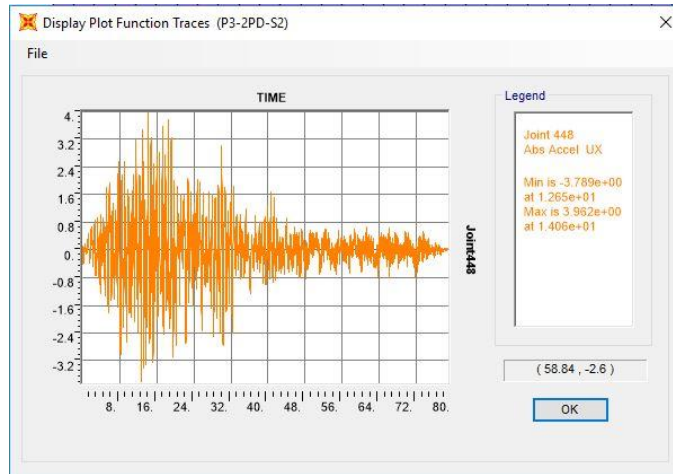 Display Plot Function Traces (P3-2PD-S2)
File
TIME
Legend
4.
3.2
2.4
1.6
0.8
0.
-0.8
-1.6
-2.4
-3.2
8. 16. 24. 32. 40. 48. 56. 64. 72. 80.
Joint448
Joint 448
Abs Accel UX
Min is -3.789e+00
at 1.265e+01
Max is 3.962e+00
at 1.406e+01
( 58.84 , -2.6 )
OK